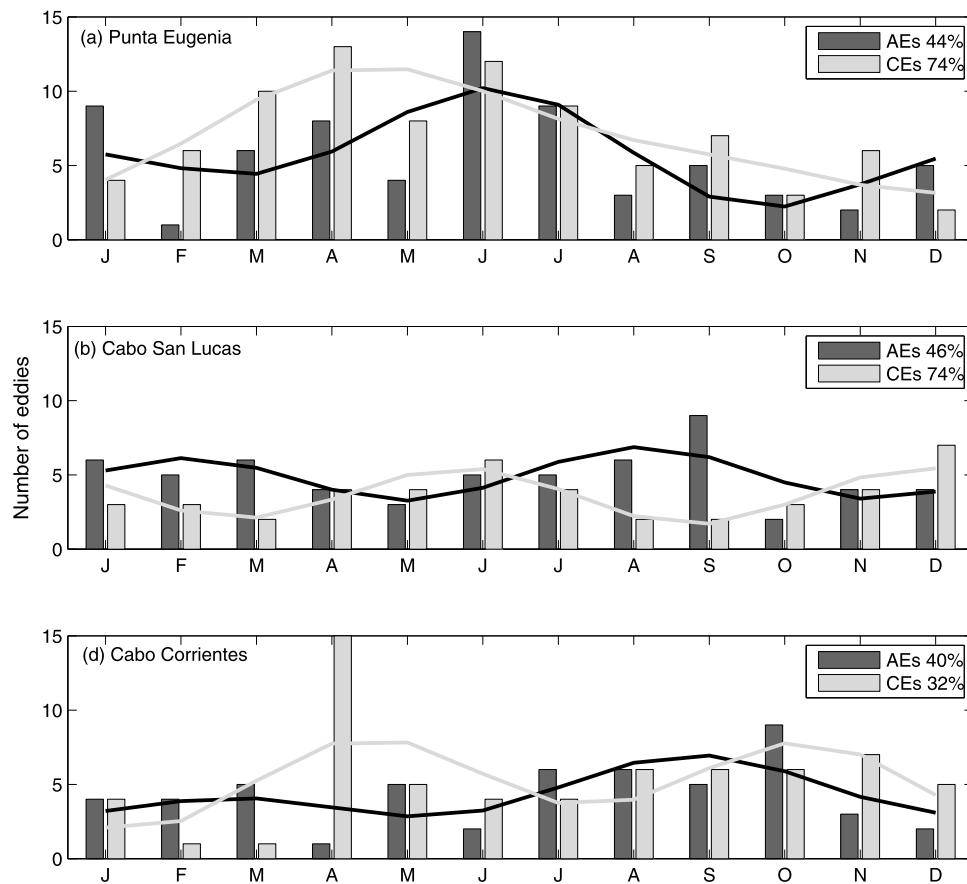 15
(a) Punta Eugenia
AEs 44%
CEs 74%
10
5
0
J F M A M J J A S O N D
Number of eddies
15
(b) Cabo San Lucas
AEs 46%
CEs 74%
10
5
0
J F M A M J J A S O N D
15
(d) Cabo Corrientes
AEs 40%
CEs 32%
10
5
0
J F M A M J J A S O N D